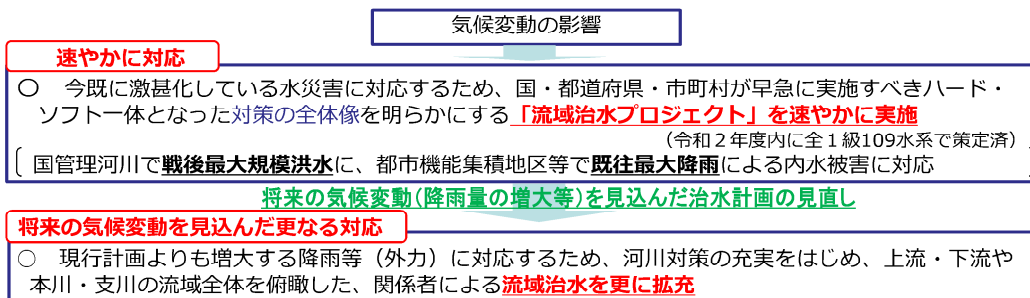 気候変動の影響
速やかに対応
○ 今既に激甚化している水災害に対応するため、国・都道府県・市町村が早急に実施すべきハード・
ソフト一体となった対策の全体像を明らかにする「流域治水プロジェクト」を速やかに実施
（令和２年度内に全１級109水系で策定済）
国管理河川で戦後最大規模洪水に、都市機能集積地区等で既往最大降雨による内水被害に対応
将来の気候変動（降雨量の増大等）を見込んだ治水計画の見直し
将来の気候変動を見込んだ更なる対応
○ 現行計画よりも増大する降雨等（外力）に対応するため、河川対策の充実をはじめ、上流・下流や
本川・支川の流域全体を俯瞰した、関係者による流域治水を更に拡充